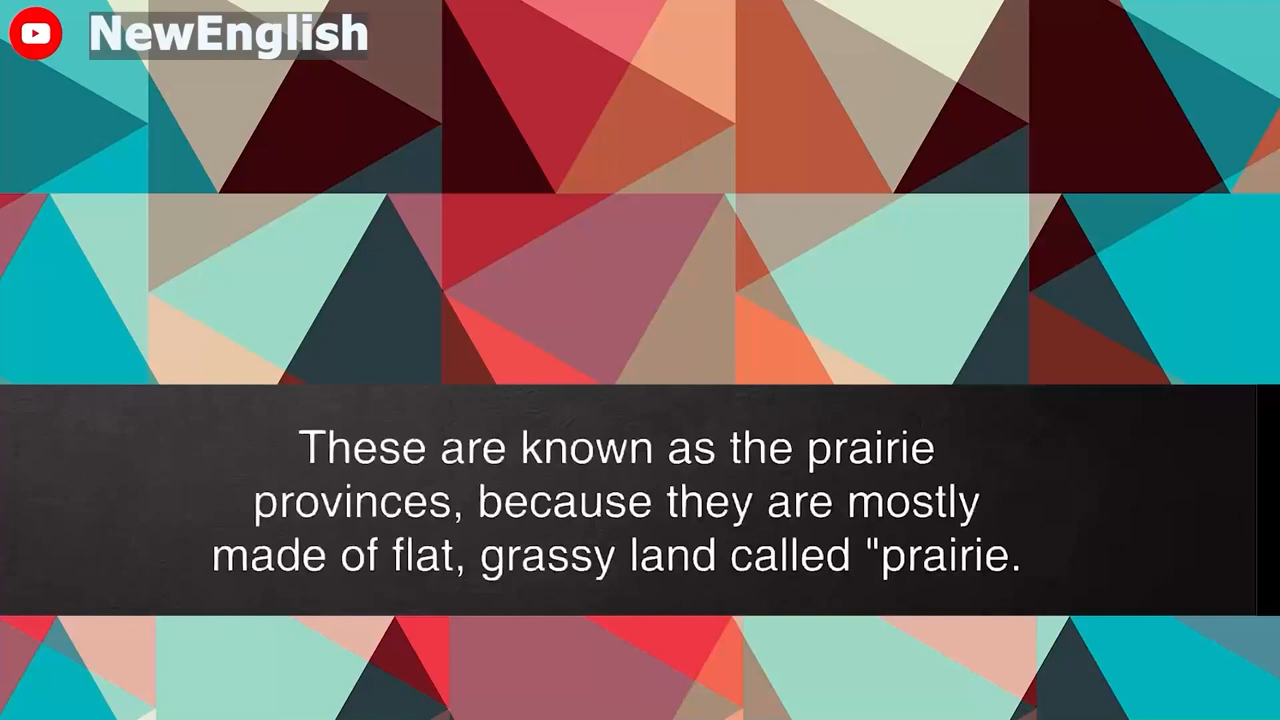 NewEnglish
These are known as the prairie
provinces, because they are mostly
made of flat, grassy land called "prairie.